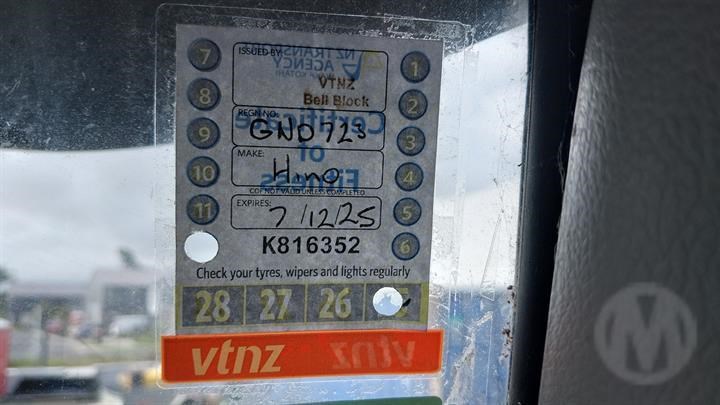 ISSUED BY:
VTNZ
Bell Block
REGN NO.:
GND723
MAKE:
Hino
COF NOT VALID UNLESS COMPLETED
EXPIRES:
7/12/25
K816352
7
8
9
10
11
1
2
3
4
5
6
Check your tyres, wipers and lights regularly
28 27 26
vtnz
NZ TRANSPORT
AGENCY
WAKA KOTAHI
Certificate
of
Fitness
vtnz
M